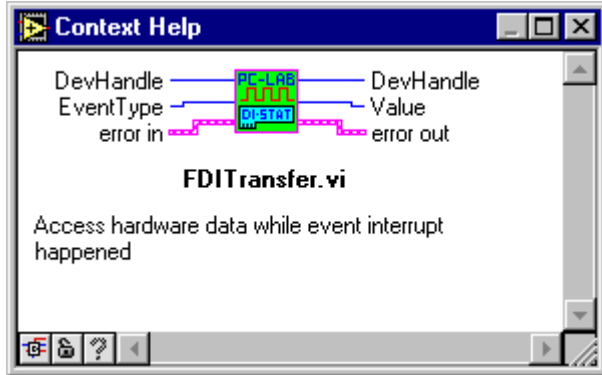 Context Help
DevHandle PC-LAB DevHandle
EventType Value
error in DI-STAT error out
FDITransfer.vi
Access hardware data while event interrupt
happened
?